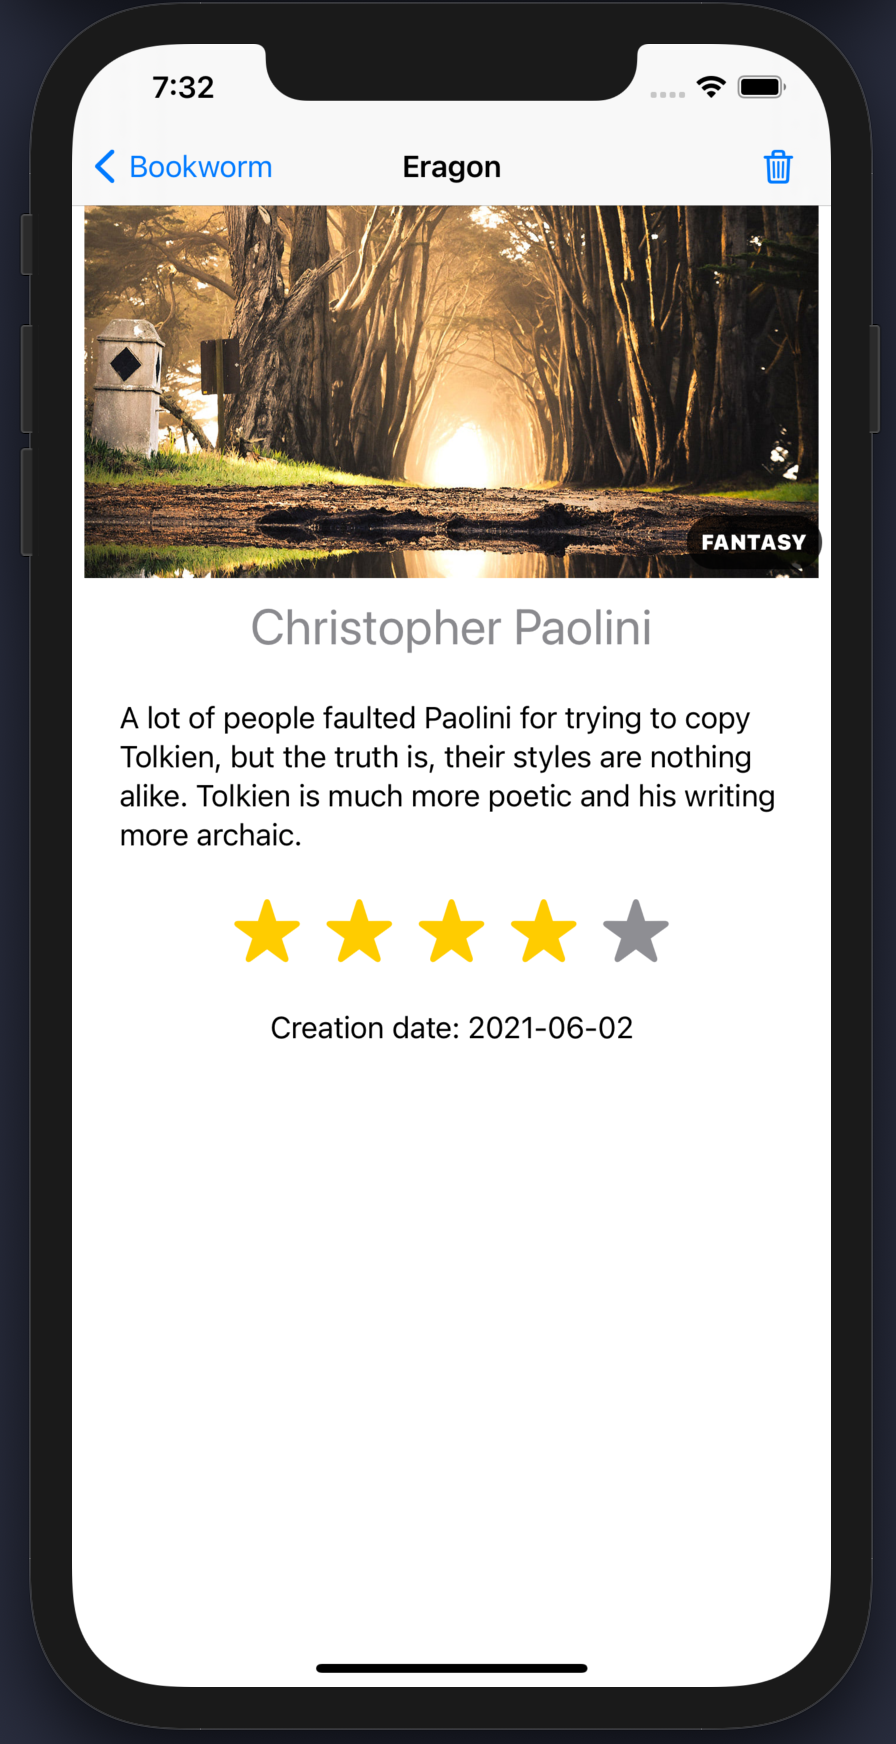 7:32
Bookworm Eragon
FANTASY
Christopher Paolini
A lot of people faulted Paolini for trying to copy
Tolkien, but the truth is, their styles are nothing
alike. Tolkien is much more poetic and his writing
more archaic.
Creation date: 2021-06-02